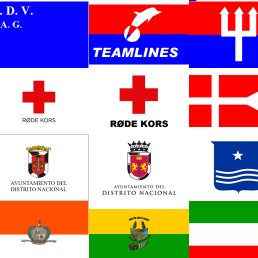 . D. V.
A. G.
TEAMLINES
RØDE KORS
RØDE KORS
AYUNTAMIENTO DEL
DISTRITO NACIONAL
AYUNTAMIENTO DEL
DISTRITO NACIONAL